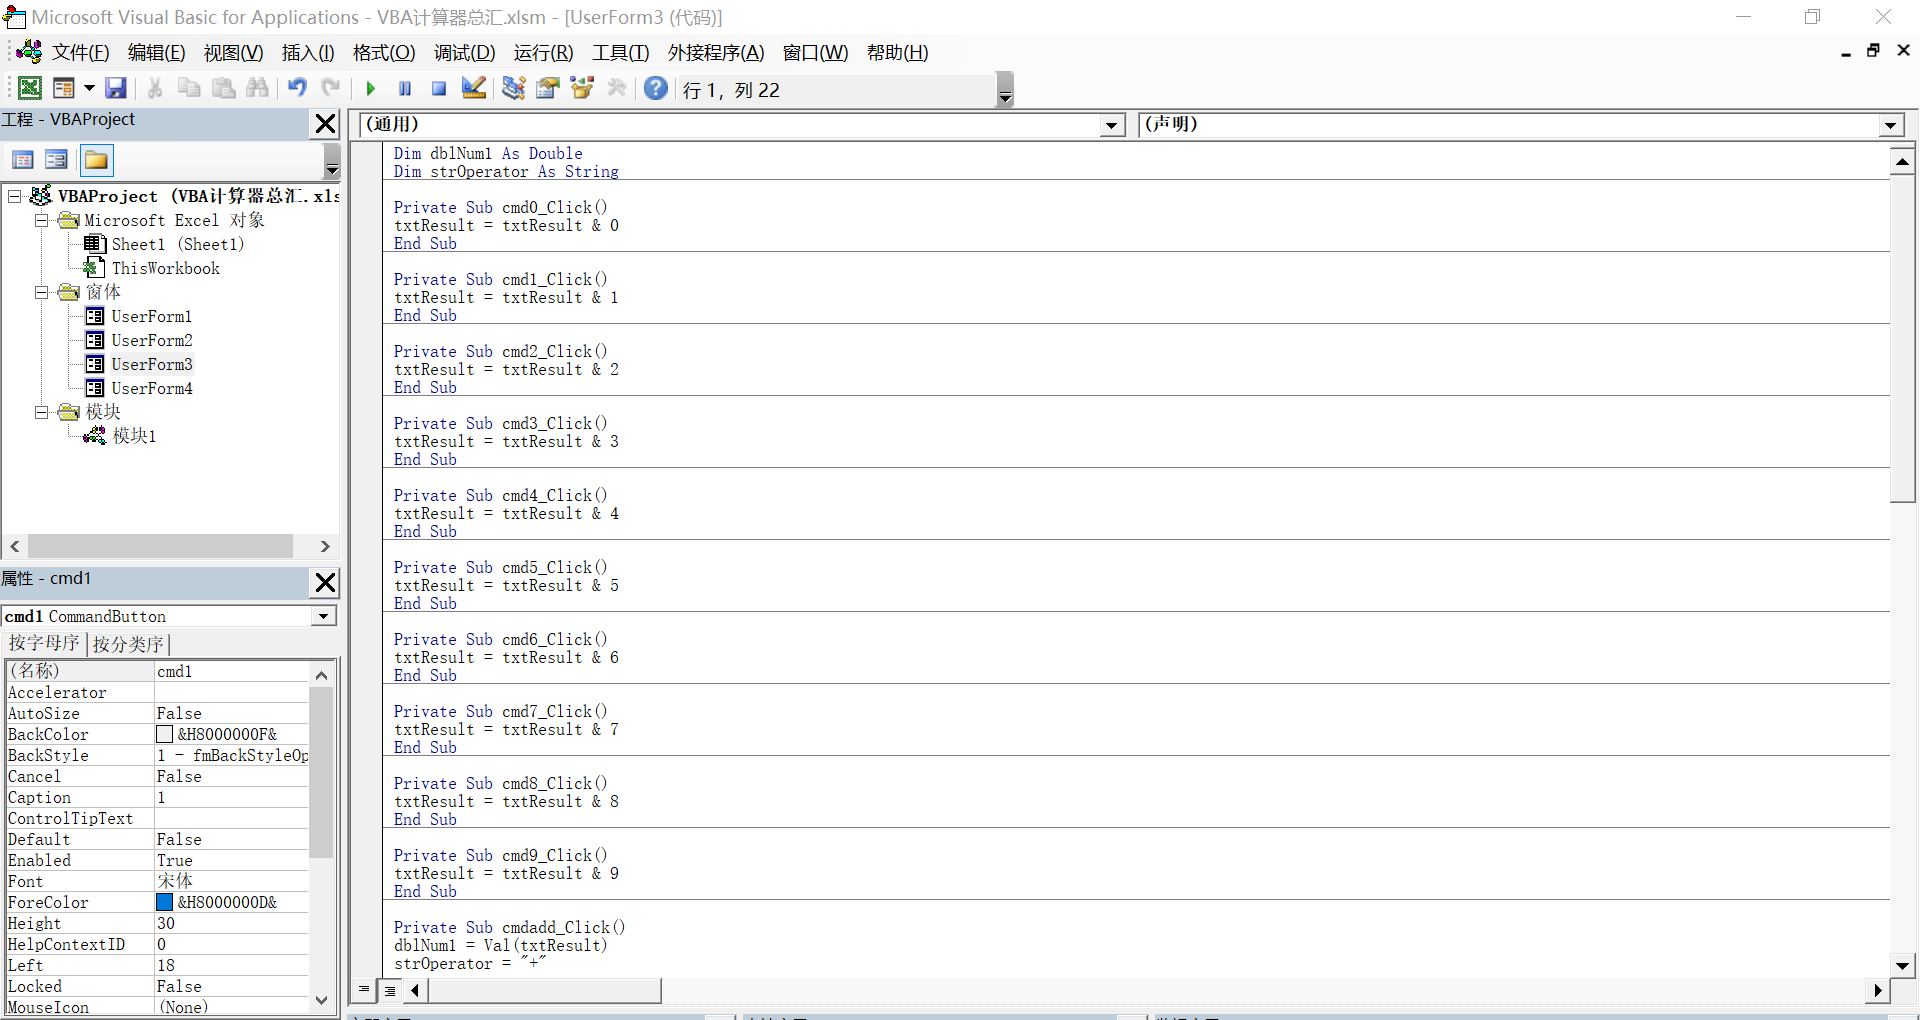 Microsoft Visual Basic for Applications - VBA计算器总汇.xlsm - [UserForm3 (代码)]
文件(F) 编辑(E) 视图(V) 插入(I) 格式(O) 调试(D) 运行(R) 工具(T) 外接程序(A) 窗口(W) 帮助(H)
行 1，列 22
工程 - VBAProject
VBAProject (VBA计算器总汇.xls
Microsoft Excel 对象
Sheet1 (Sheet1)
ThisWorkbook
窗体
UserForm1
UserForm2
UserForm3
UserForm4
模块
模块1
属性 - cmd1
cmd1 CommandButton
按字母序 按分类序
(名称) cmd1
Accelerator
AutoSize False
BackColor &H8000000F&
BackStyle 1 - fmBackStyleOp
Cancel False
Caption 1
ControlTipText
Default False
Enabled True
Font 宋体
ForeColor &H8000000D&
Height 30
HelpContextID 0
Left 18
Locked False
MouseIcon (None)
(通用) (声明)
Dim dblNum1 As Double
Dim strOperator As String
Private Sub cmd0_Click()
txtResult = txtResult & 0
End Sub
Private Sub cmd1_Click()
txtResult = txtResult & 1
End Sub
Private Sub cmd2_Click()
txtResult = txtResult & 2
End Sub
Private Sub cmd3_Click()
txtResult = txtResult & 3
End Sub
Private Sub cmd4_Click()
txtResult = txtResult & 4
End Sub
Private Sub cmd5_Click()
txtResult = txtResult & 5
End Sub
Private Sub cmd6_Click()
txtResult = txtResult & 6
End Sub
Private Sub cmd7_Click()
txtResult = txtResult & 7
End Sub
Private Sub cmd8_Click()
txtResult = txtResult & 8
End Sub
Private Sub cmd9_Click()
txtResult = txtResult & 9
End Sub
Private Sub cmdadd_Click()
dblNum1 = Val(txtResult)
strOperator = "+"